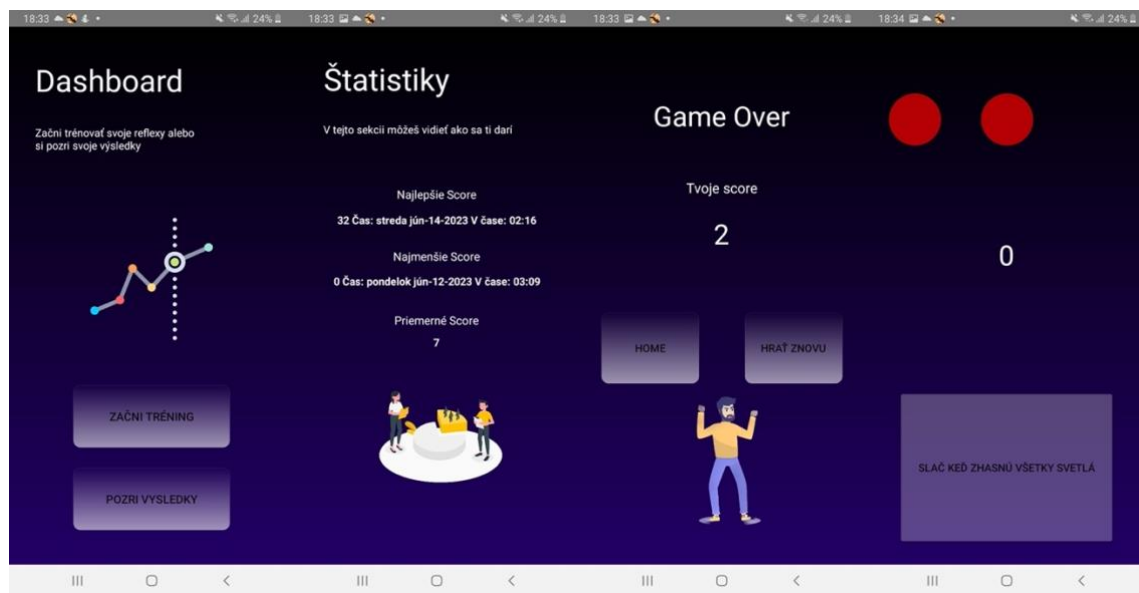 18:33
24%
Dashboard
Začni trénovať svoje reflexy alebo
si pozri svoje výsledky
ZAČNI TRÉNING
POZRI VYSLEDKY
18:33
24%
Štatistiky
V tejto sekcii môžeš vidieť ako sa ti darí
Najlepšie Score
32 Čas: streda jún-14-2023 V čase: 02:16
Najmenšie Score
0 Čas: pondelok jún-12-2023 V čase: 03:09
Priemerné Score
7
18:33
24%
Game Over
Tvoje score
2
HOME
HRAŤ ZNOVU
18:34
24%
0
SLAČ KEĎ ZHASNÚ VŠETKY SVETLÁ